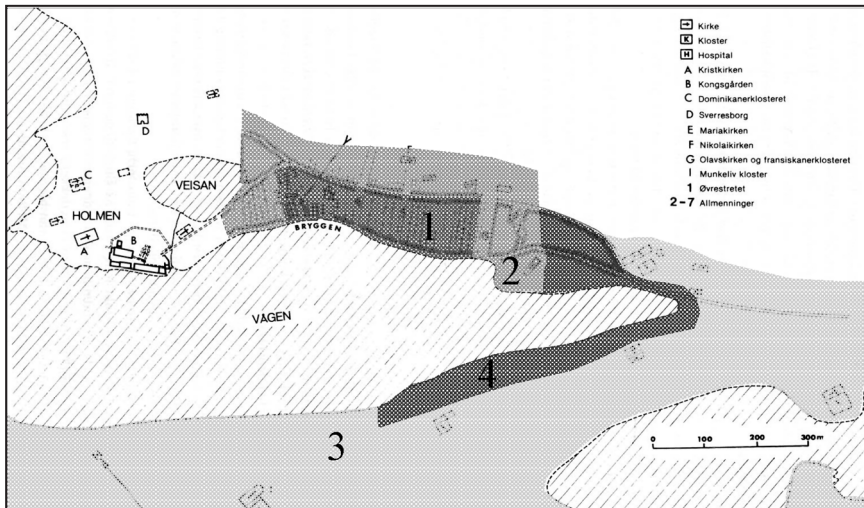 Kirke
K Kloster
H Hospital
A Kristkirken
B Kongsgården
C Dominikanerklosteret
D Sverresborg
E Mariakirken
F Nikolaikirken
G Olavskirken og fransiskanerklosteret
I Munkeliv kloster
1 Øvrestretet
2-7 Allmenninger
D
F
C
VEISAN
HOLMEN
B
A
BRYGGEN
1
2
VÅGEN
4
3
0 100 200 300m